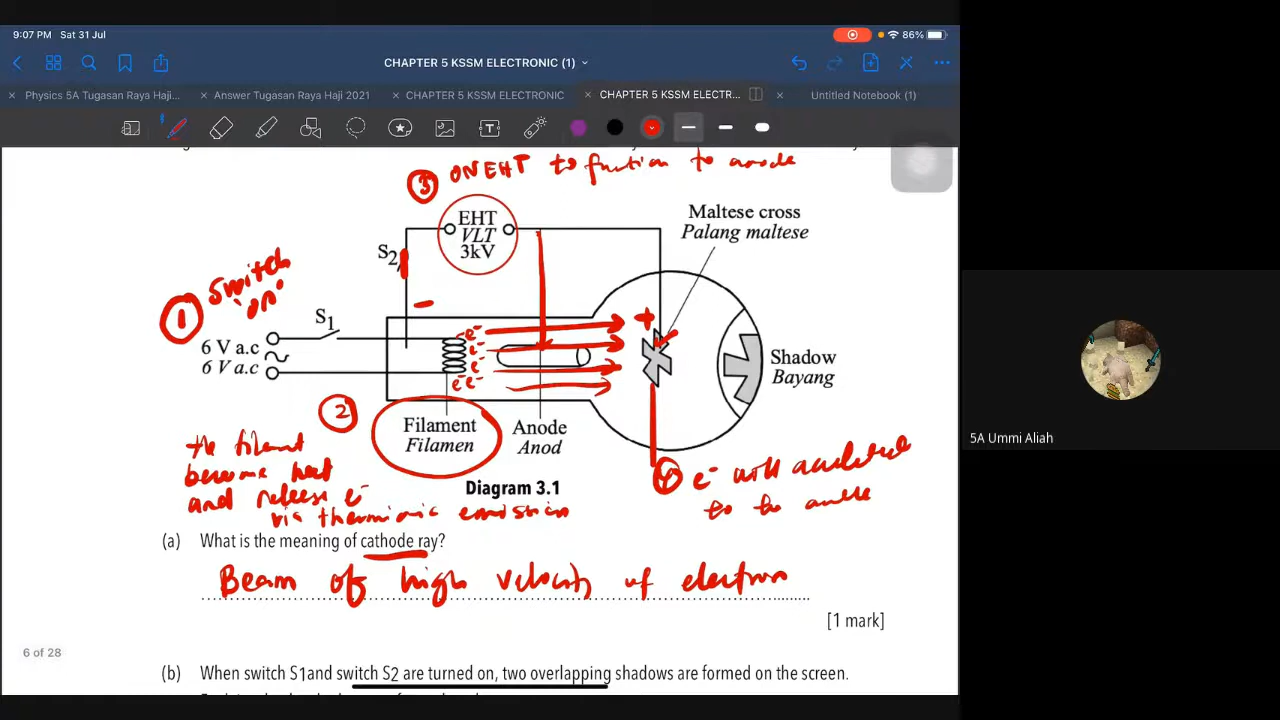 9:07 PM Sat 31 Jul
86%
CHAPTER 5 KSSM ELECTRONIC (1)
Physics 5A Tugasan Raya Haji...
Answer Tugasan Raya Haji 2021
CHAPTER 5 KSSM ELECTRONIC
CHAPTER 5 KSSM ELECTR...
Untitled Notebook (1)
③ ON EHT to function to anode
EHT
VLT
3kV
Maltese cross
Palang maltese
S2
① Switch
'on'
S1
6 V a.c
6 V a.c
−
+
e-
e-
e-
e- e-
Shadow
Bayang
②
Filament
Filamen
Anode
Anod
the filament
become heat
and release e-
via thermionic emission
④ e- will accelerated
to the anode
Diagram 3.1
(a) What is the meaning of cathode ray?
Beam of high velocity of electron
[1 mark]
6 of 28
(b) When switch S1and switch S2 are turned on, two overlapping shadows are formed on the screen.
5A Ummi Aliah